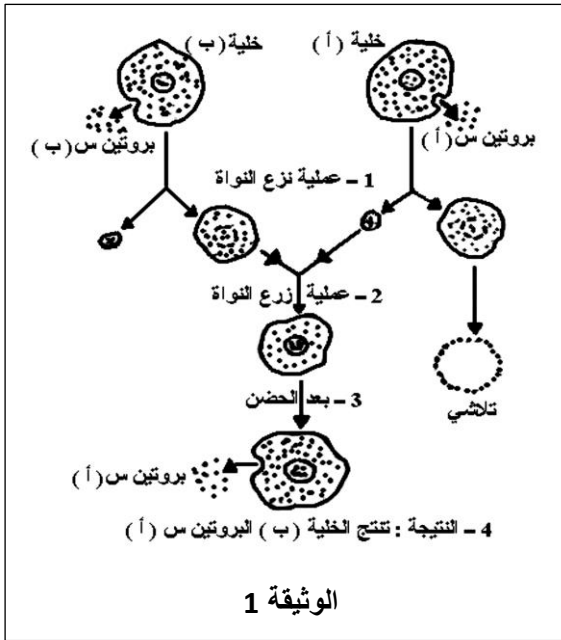 خلية (أ)
خلية (ب)
بروتين س (أ)
بروتين س (ب)
1 – عملية نزع النواة
2 – عملية زرع النواة
تلاشي
3 – بعد الحضن
بروتين س (أ)
4 – النتيجة : تنتج الخلية (ب) البروتين س (أ)
الوثيقة 1